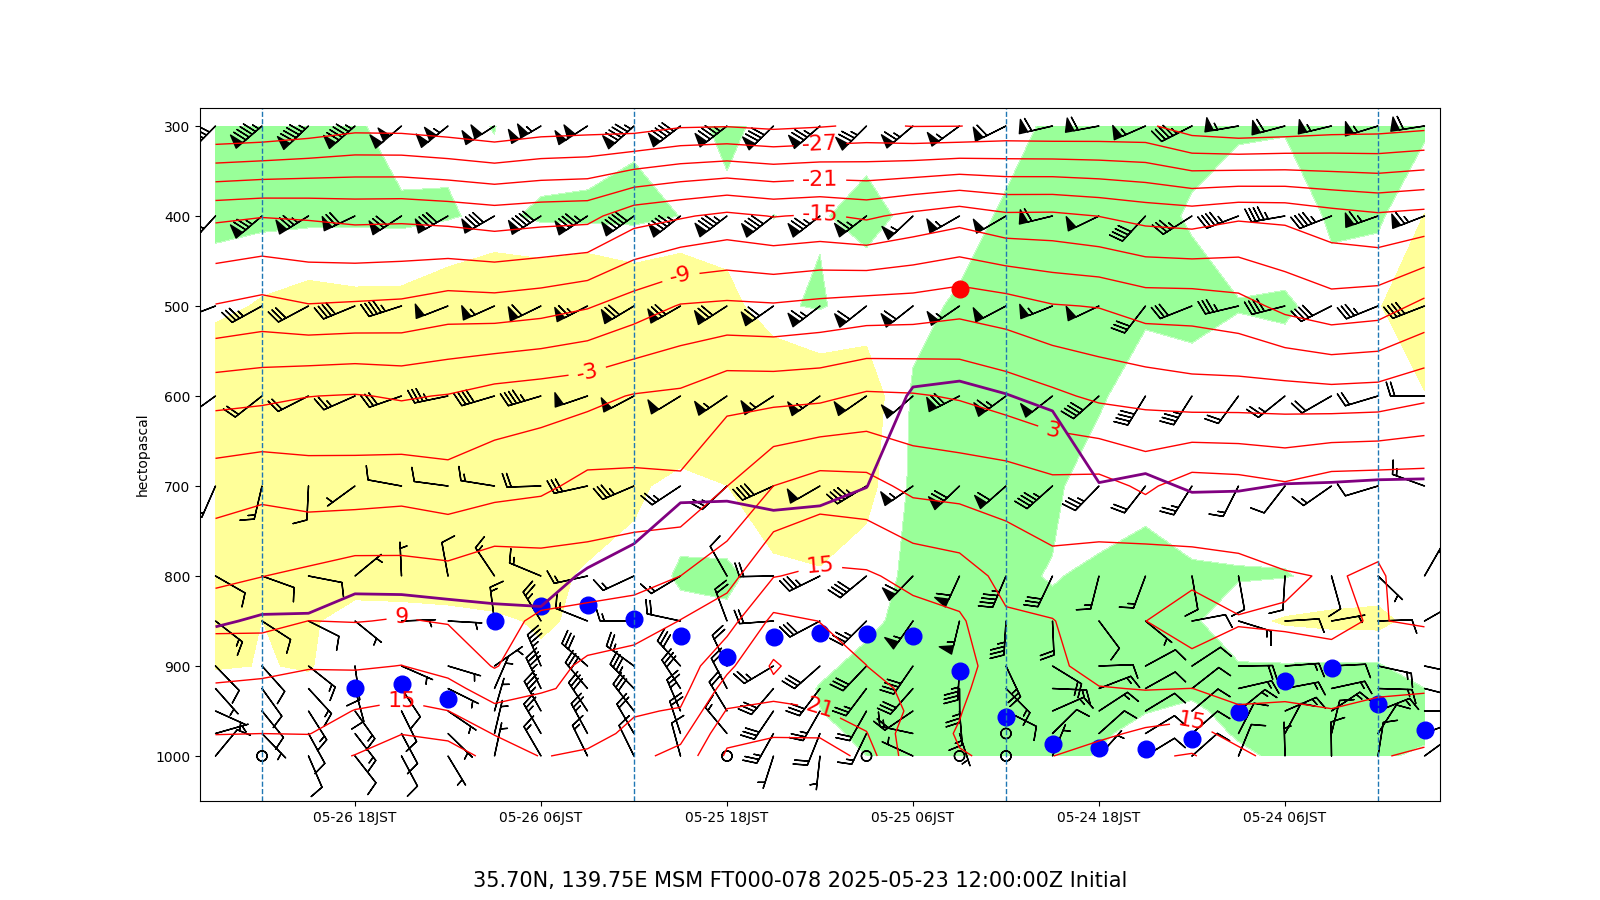 300
400
500
600
700
800
900
1000
hectopascal
-27
-21
-15
-9
-3
3
15
9
15
21
15
05-26 18JST
05-26 06JST
05-25 18JST
05-25 06JST
05-24 18JST
05-24 06JST
35.70N, 139.75E MSM FT000-078 2025-05-23 12:00:00Z Initial